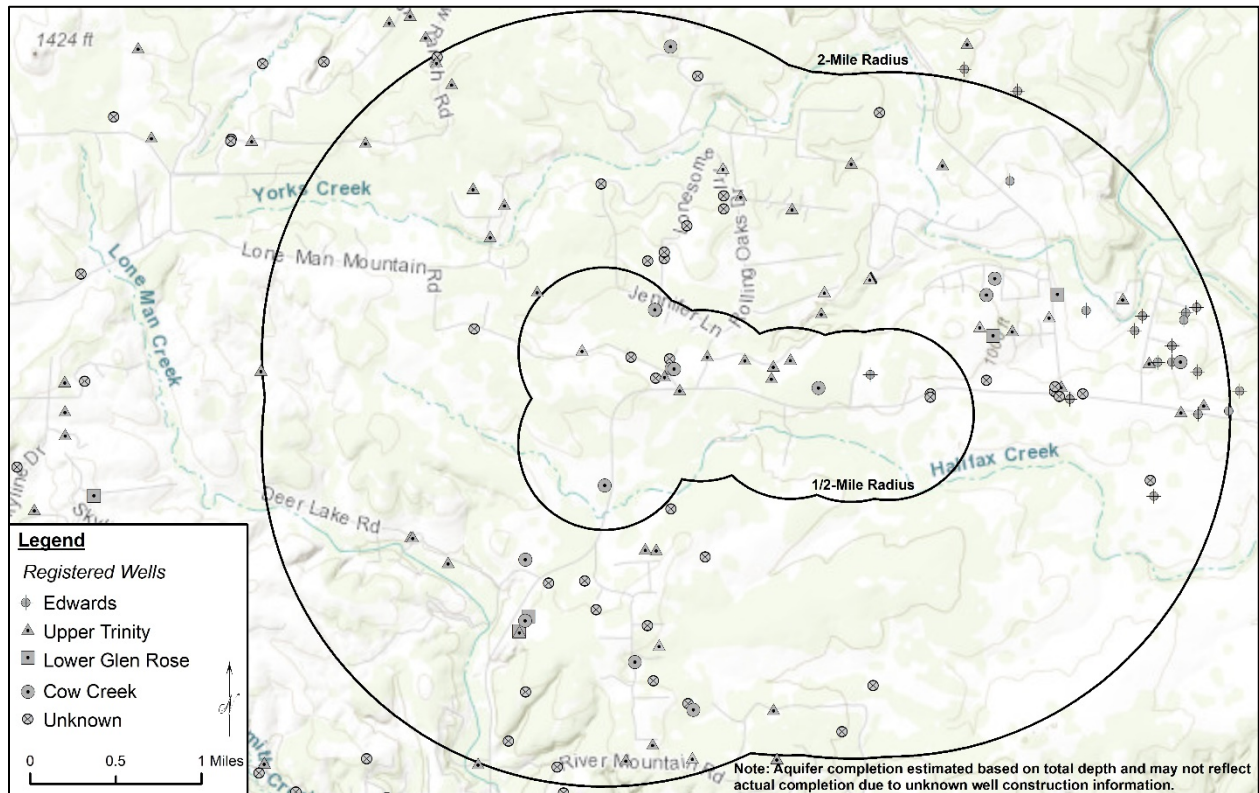 1424 ft
Ranch Rd
2-Mile Radius
Yorks Creek
Lonesome
Trl
Rolling Oaks Dr
Lone Man Mountain Rd
Lone Man Creek
Jennifer Ln
1/2-Mile Radius
Halifax Creek
Deer Lake Rd
River Mountain Rd
Legend
Registered Wells
Edwards
Upper Trinity
Lower Glen Rose
Cow Creek
Unknown
0 0.5 1 Miles
Note: Aquifer completion estimated based on total depth and may not reflect
actual completion due to unknown well construction information.